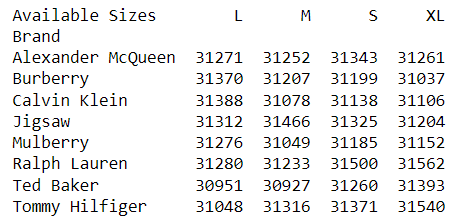 Available Sizes L M S XL
Brand
Alexander McQueen 31271 31252 31343 31261
Burberry 31370 31207 31199 31037
Calvin Klein 31388 31078 31138 31106
Jigsaw 31312 31466 31325 31204
Mulberry 31276 31049 31185 31152
Ralph Lauren 31280 31233 31500 31562
Ted Baker 30951 30927 31260 31393
Tommy Hilfiger 31048 31316 31371 31540